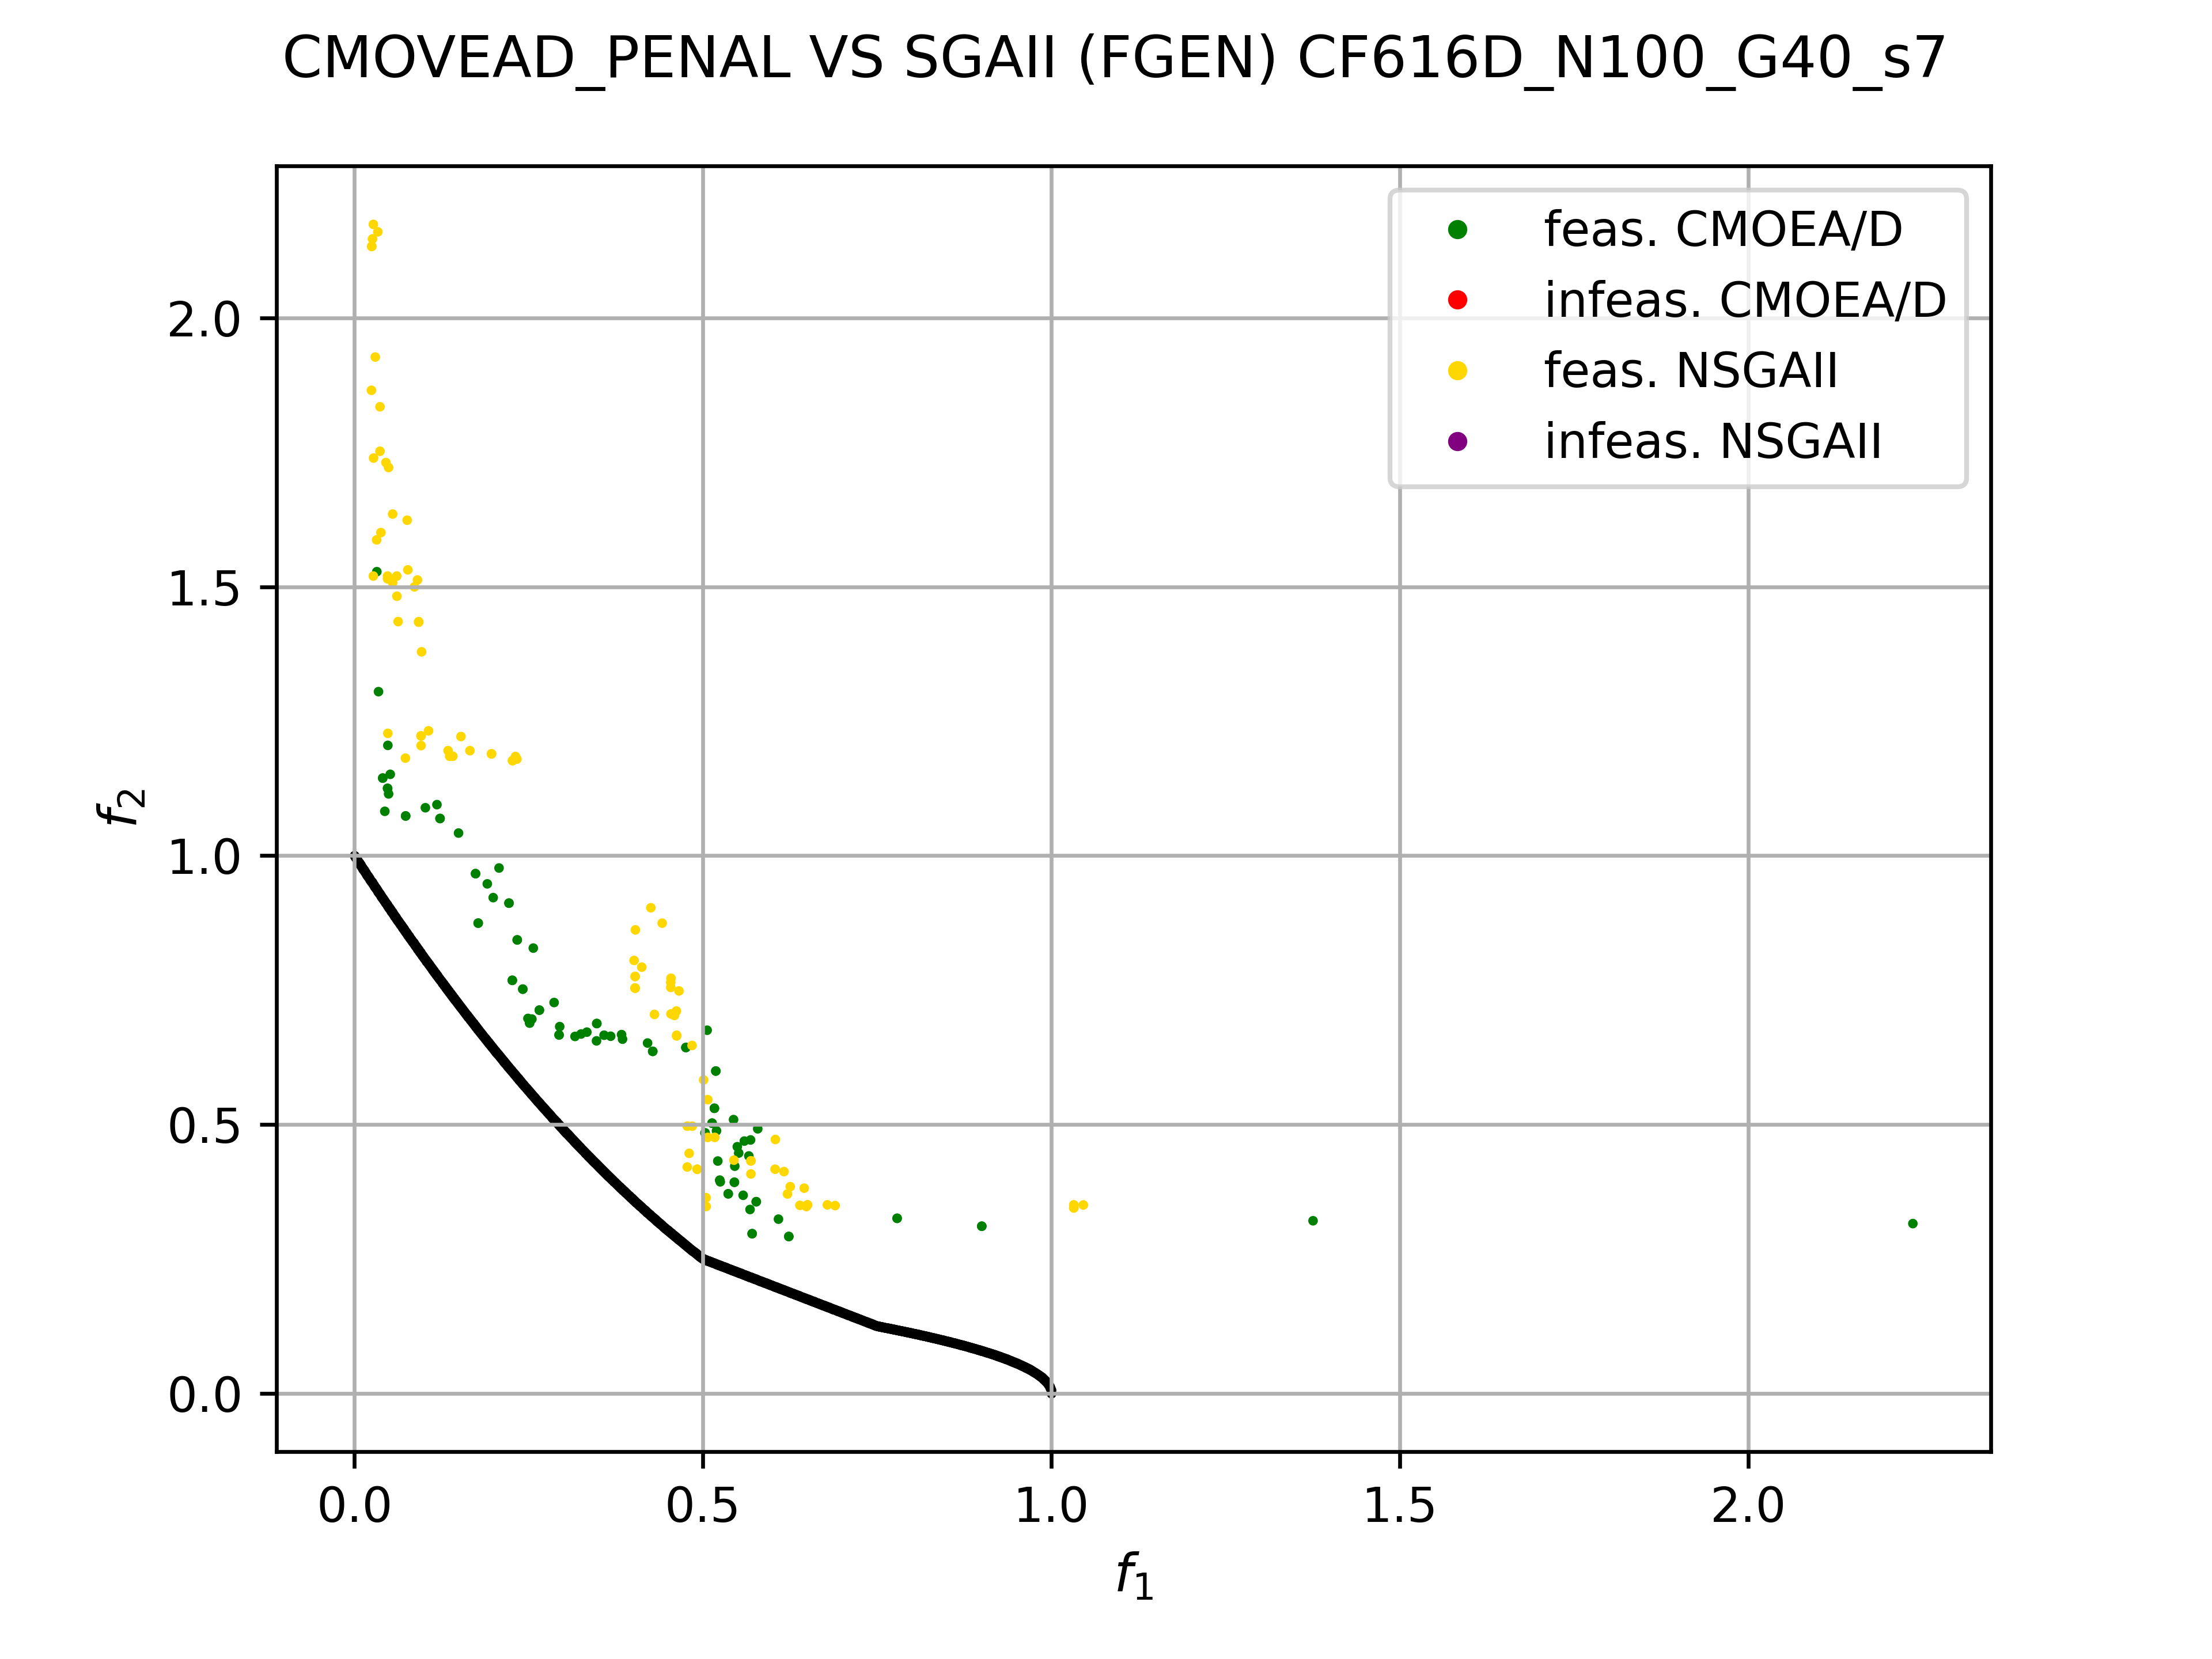 CMOVEAD_PENAL VS SGAII (FGEN) CF616D_N100_G40_s7
feas. CMOEA/D
infeas. CMOEA/D
feas. NSGAII
infeas. NSGAII
f2
2.0
1.5
1.0
0.5
0.0
0.0 0.5 1.0 1.5 2.0
f1